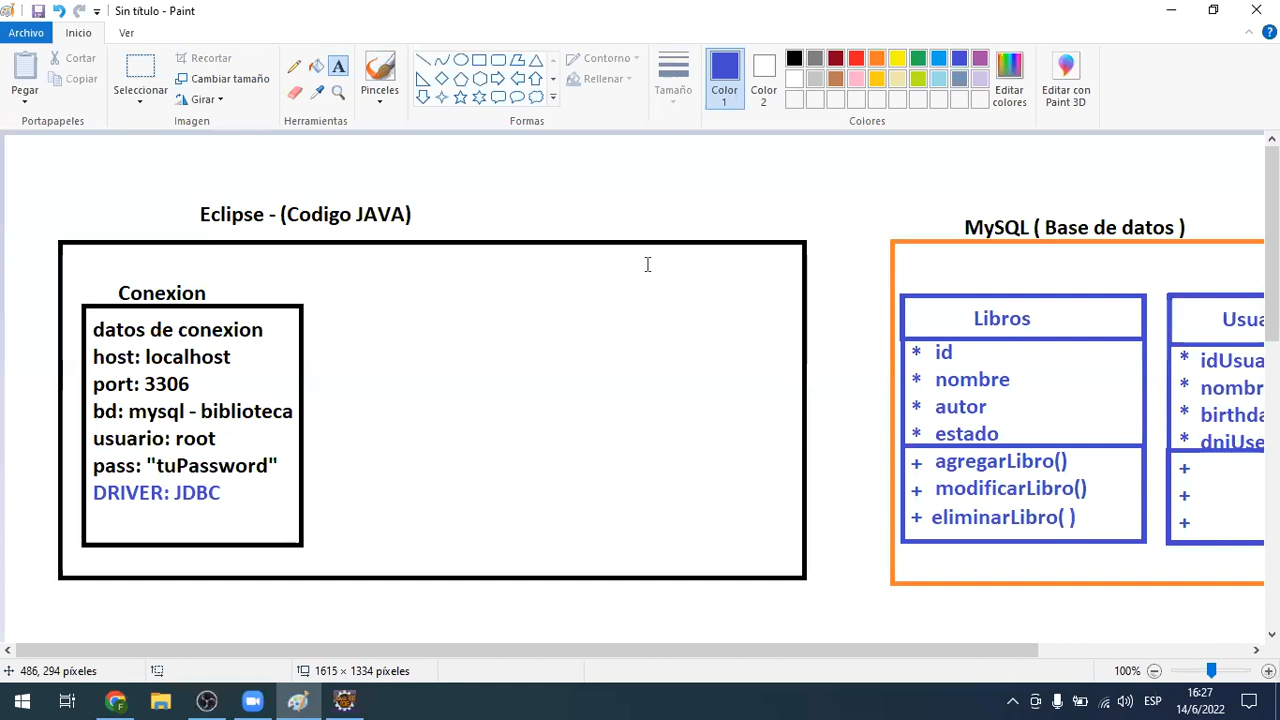 Sin título - Paint
Archivo
Inicio
Ver
Pegar
Cortar
Copiar
Portapapeles
Seleccionar
Recortar
Cambiar tamaño
Girar
Imagen
A
Herramientas
Pinceles
Contorno
Rellenar
Formas
Tamaño
Color 1
Color 2
Editar colores
Editar con Paint 3D
Colores
Eclipse - (Codigo JAVA)
Conexion
datos de conexion
host: localhost
port: 3306
bd: mysql - biblioteca
usuario: root
pass: "tuPassword"
DRIVER: JDBC
MySQL ( Base de datos )
Libros
* id
* nombre
* autor
* estado
+ agregarLibro()
+ modificarLibro()
+ eliminarLibro( )
Usua
* idUsua
* nombr
* birthda
* dniUse
+
+
+
486, 294 píxeles
1615 × 1334 píxeles
100%
ESP
16:27
14/6/2022